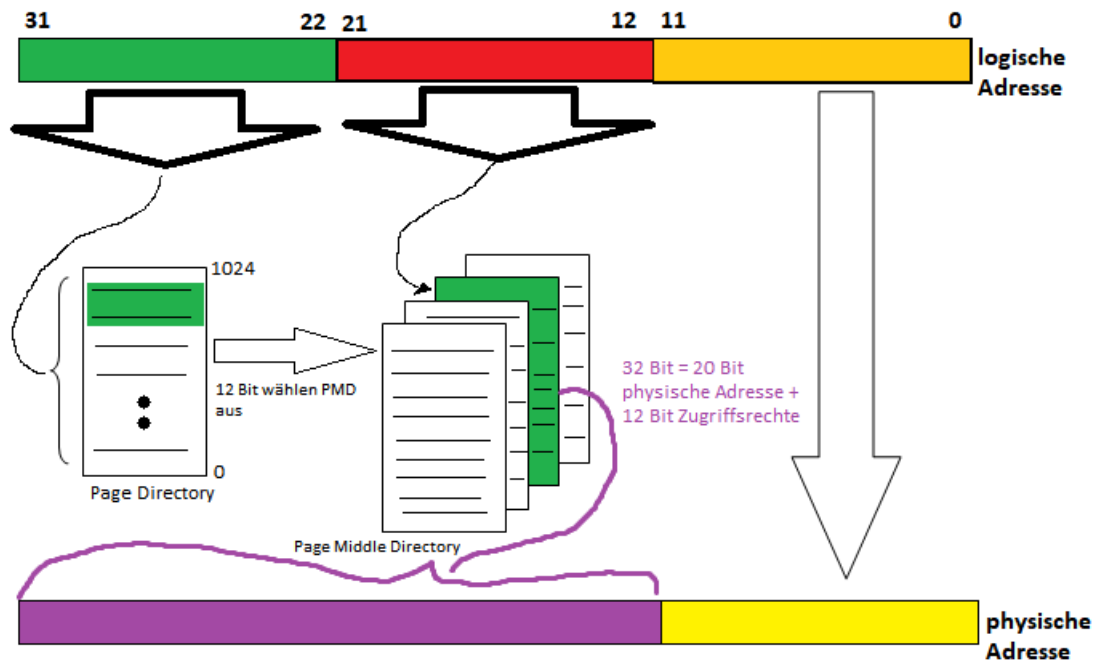 31
22
21
12
11
0
logische
Adresse
1024
12 Bit wählen PMD
aus
0
Page Directory
Page Middle Directory
32 Bit = 20 Bit
physische Adresse +
12 Bit Zugriffsrechte
physische
Adresse